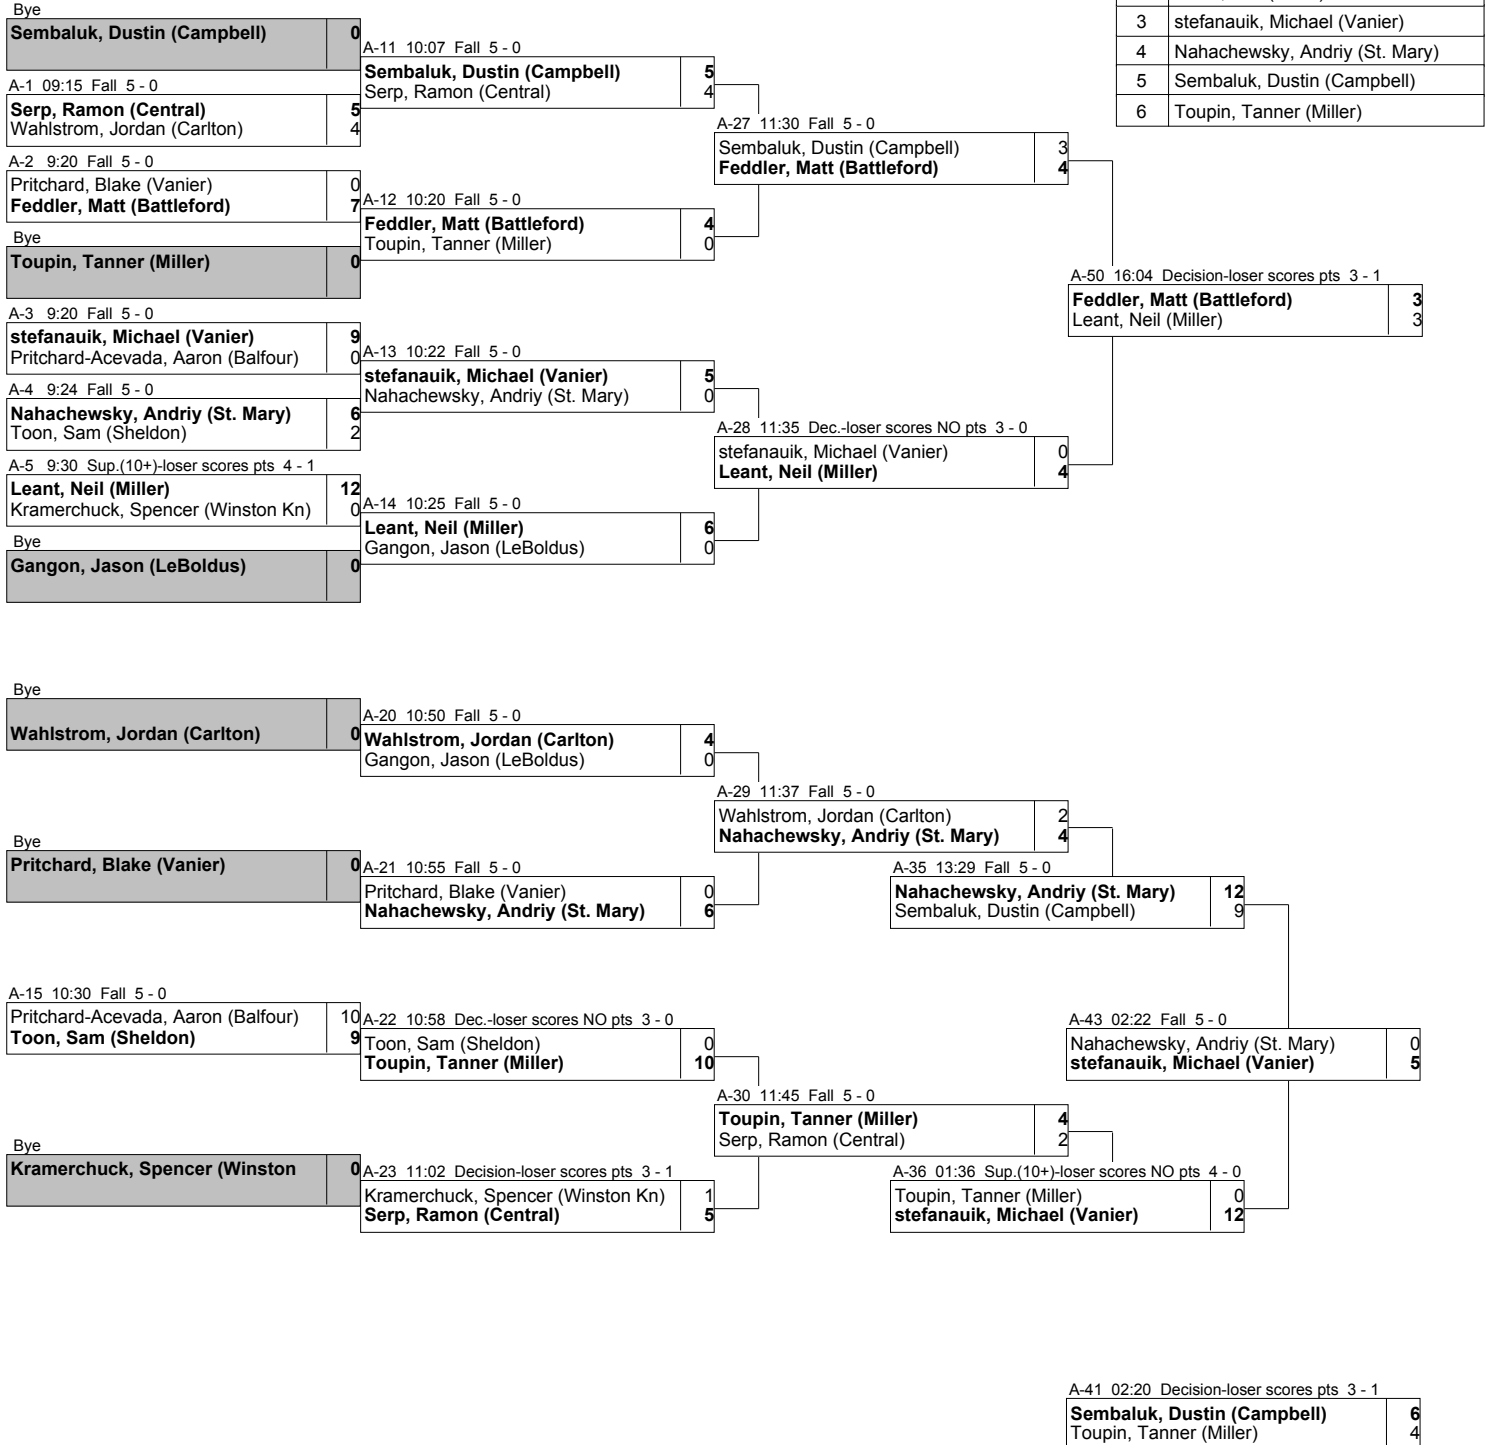 Bye
Sembaluk, Dustin (Campbell) 0
A-1 09:15 Fall 5 - 0
Serp, Ramon (Central) 5
Wahlstrom, Jordan (Carlton) 4
A-2 9:20 Fall 5 - 0
Pritchard, Blake (Vanier) 0
Feddler, Matt (Battleford) 7
Bye
Toupin, Tanner (Miller) 0
A-3 9:20 Fall 5 - 0
stefanauik, Michael (Vanier) 9
Pritchard-Acevada, Aaron (Balfour) 0
A-4 9:24 Fall 5 - 0
Nahachewsky, Andriy (St. Mary) 6
Toon, Sam (Sheldon) 2
A-5 9:30 Sup.(10+)-loser scores pts 4 - 1
Leant, Neil (Miller) 12
Kramerchuck, Spencer (Winston Kn) 0
Bye
Gangon, Jason (LeBoldus) 0
A-11 10:07 Fall 5 - 0
Sembaluk, Dustin (Campbell) 5
Serp, Ramon (Central) 4
A-12 10:20 Fall 5 - 0
Feddler, Matt (Battleford) 4
Toupin, Tanner (Miller) 0
A-13 10:22 Fall 5 - 0
stefanauik, Michael (Vanier) 5
Nahachewsky, Andriy (St. Mary) 0
A-14 10:25 Fall 5 - 0
Leant, Neil (Miller) 6
Gangon, Jason (LeBoldus) 0
A-27 11:30 Fall 5 - 0
Sembaluk, Dustin (Campbell) 3
Feddler, Matt (Battleford) 4
A-28 11:35 Dec.-loser scores NO pts 3 - 0
stefanauik, Michael (Vanier) 0
Leant, Neil (Miller) 4
A-50 16:04 Decision-loser scores pts 3 - 1
Feddler, Matt (Battleford) 3
Leant, Neil (Miller) 3
3 stefanauik, Michael (Vanier)
4 Nahachewsky, Andriy (St. Mary)
5 Sembaluk, Dustin (Campbell)
6 Toupin, Tanner (Miller)
Bye
Wahlstrom, Jordan (Carlton) 0
Bye
Pritchard, Blake (Vanier) 0
A-15 10:30 Fall 5 - 0
Pritchard-Acevada, Aaron (Balfour) 10
Toon, Sam (Sheldon) 9
Bye
Kramerchuck, Spencer (Winston 0
A-20 10:50 Fall 5 - 0
Wahlstrom, Jordan (Carlton) 4
Gangon, Jason (LeBoldus) 0
A-21 10:55 Fall 5 - 0
Pritchard, Blake (Vanier) 0
Nahachewsky, Andriy (St. Mary) 6
A-22 10:58 Dec.-loser scores NO pts 3 - 0
Toon, Sam (Sheldon) 0
Toupin, Tanner (Miller) 10
A-23 11:02 Decision-loser scores pts 3 - 1
Kramerchuck, Spencer (Winston Kn) 1
Serp, Ramon (Central) 5
A-29 11:37 Fall 5 - 0
Wahlstrom, Jordan (Carlton) 2
Nahachewsky, Andriy (St. Mary) 4
A-30 11:45 Fall 5 - 0
Toupin, Tanner (Miller) 4
Serp, Ramon (Central) 2
A-35 13:29 Fall 5 - 0
Nahachewsky, Andriy (St. Mary) 12
Sembaluk, Dustin (Campbell) 9
A-36 01:36 Sup.(10+)-loser scores NO pts 4 - 0
Toupin, Tanner (Miller) 0
stefanauik, Michael (Vanier) 12
A-43 02:22 Fall 5 - 0
Nahachewsky, Andriy (St. Mary) 0
stefanauik, Michael (Vanier) 5
A-41 02:20 Decision-loser scores pts 3 - 1
Sembaluk, Dustin (Campbell) 6
Toupin, Tanner (Miller) 4